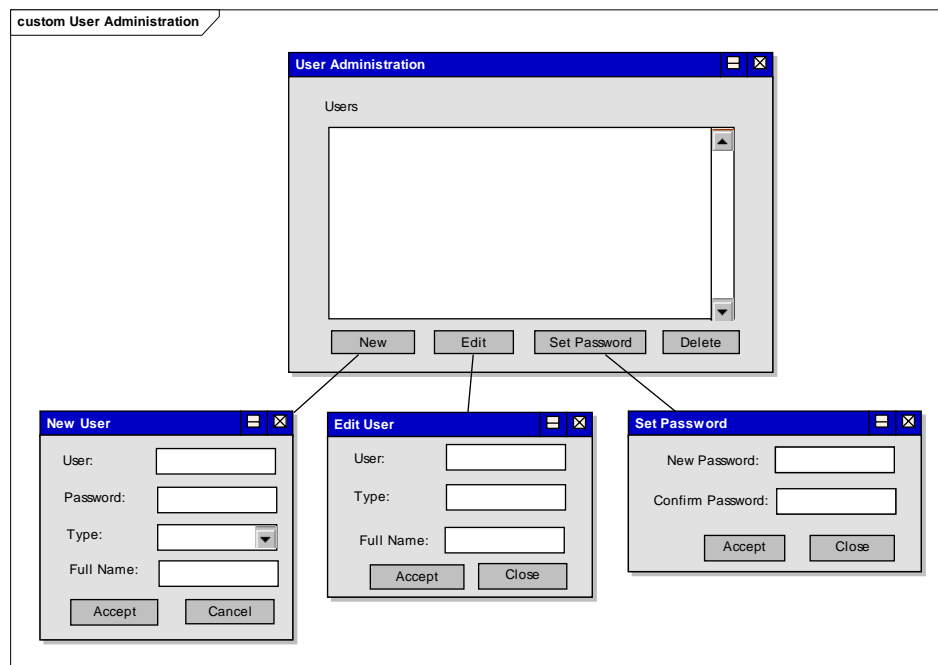 custom User Administration
User Administration
Users
New Edit Set Password Delete
New User
User:
Password:
Type:
Full Name:
Accept Cancel
Edit User
User:
Type:
Full Name:
Accept Close
Set Password
New Password:
Confirm Password:
Accept Close